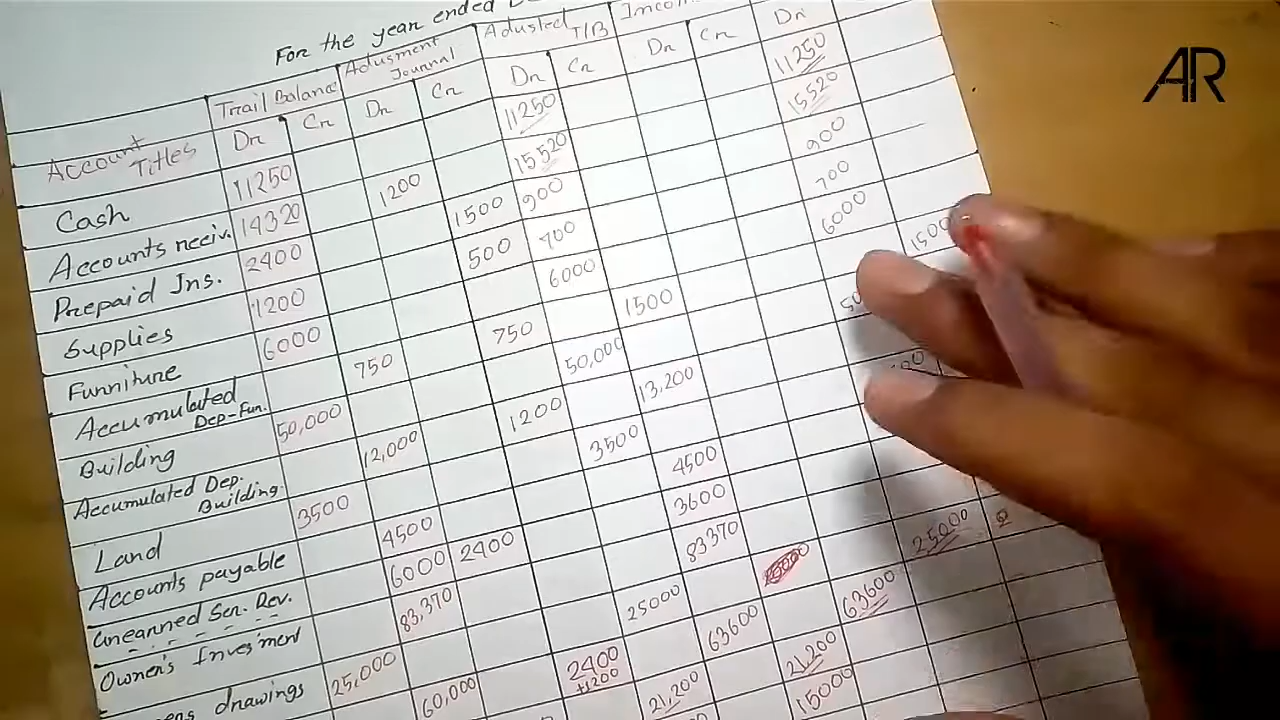 For the year ended
AR
Trail Balance Adusment Journal Adusted T/B Incom
Account Titles Dr Cr Dr Cr Dr Cr Dr Cr Dr
Cash 11250 11250 11250
Accounts receiv. 14320 1200 15520 15520
Prepaid Ins. 2400 1500 900 900
Supplies 1200 500 700 700
Furniture 6000 6000 6000
Accumulated Dep-Fun. 750 750 1500 1500
Building 50,000 50,000
Accumulated Dep. Building. 12,000 1200 13,200
Land 3500 3500
Accounts payable 4500 4500
Unearned Ser. Rev. 6000 2400 3600
Owner's Invesment 83,370 83370
drawings 25,000 25000 25000
60,000 2400 +1200 63600 63600
21,200 21,200
15000